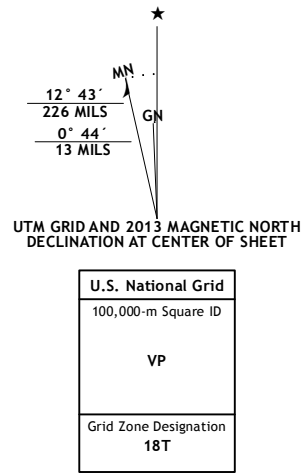 MN
GN
12° 43´
226 MILS
0° 44´
13 MILS
UTM GRID AND 2013 MAGNETIC NORTH
DECLINATION AT CENTER OF SHEET
U.S. National Grid
100,000-m Square ID
VP
Grid Zone Designation
18T